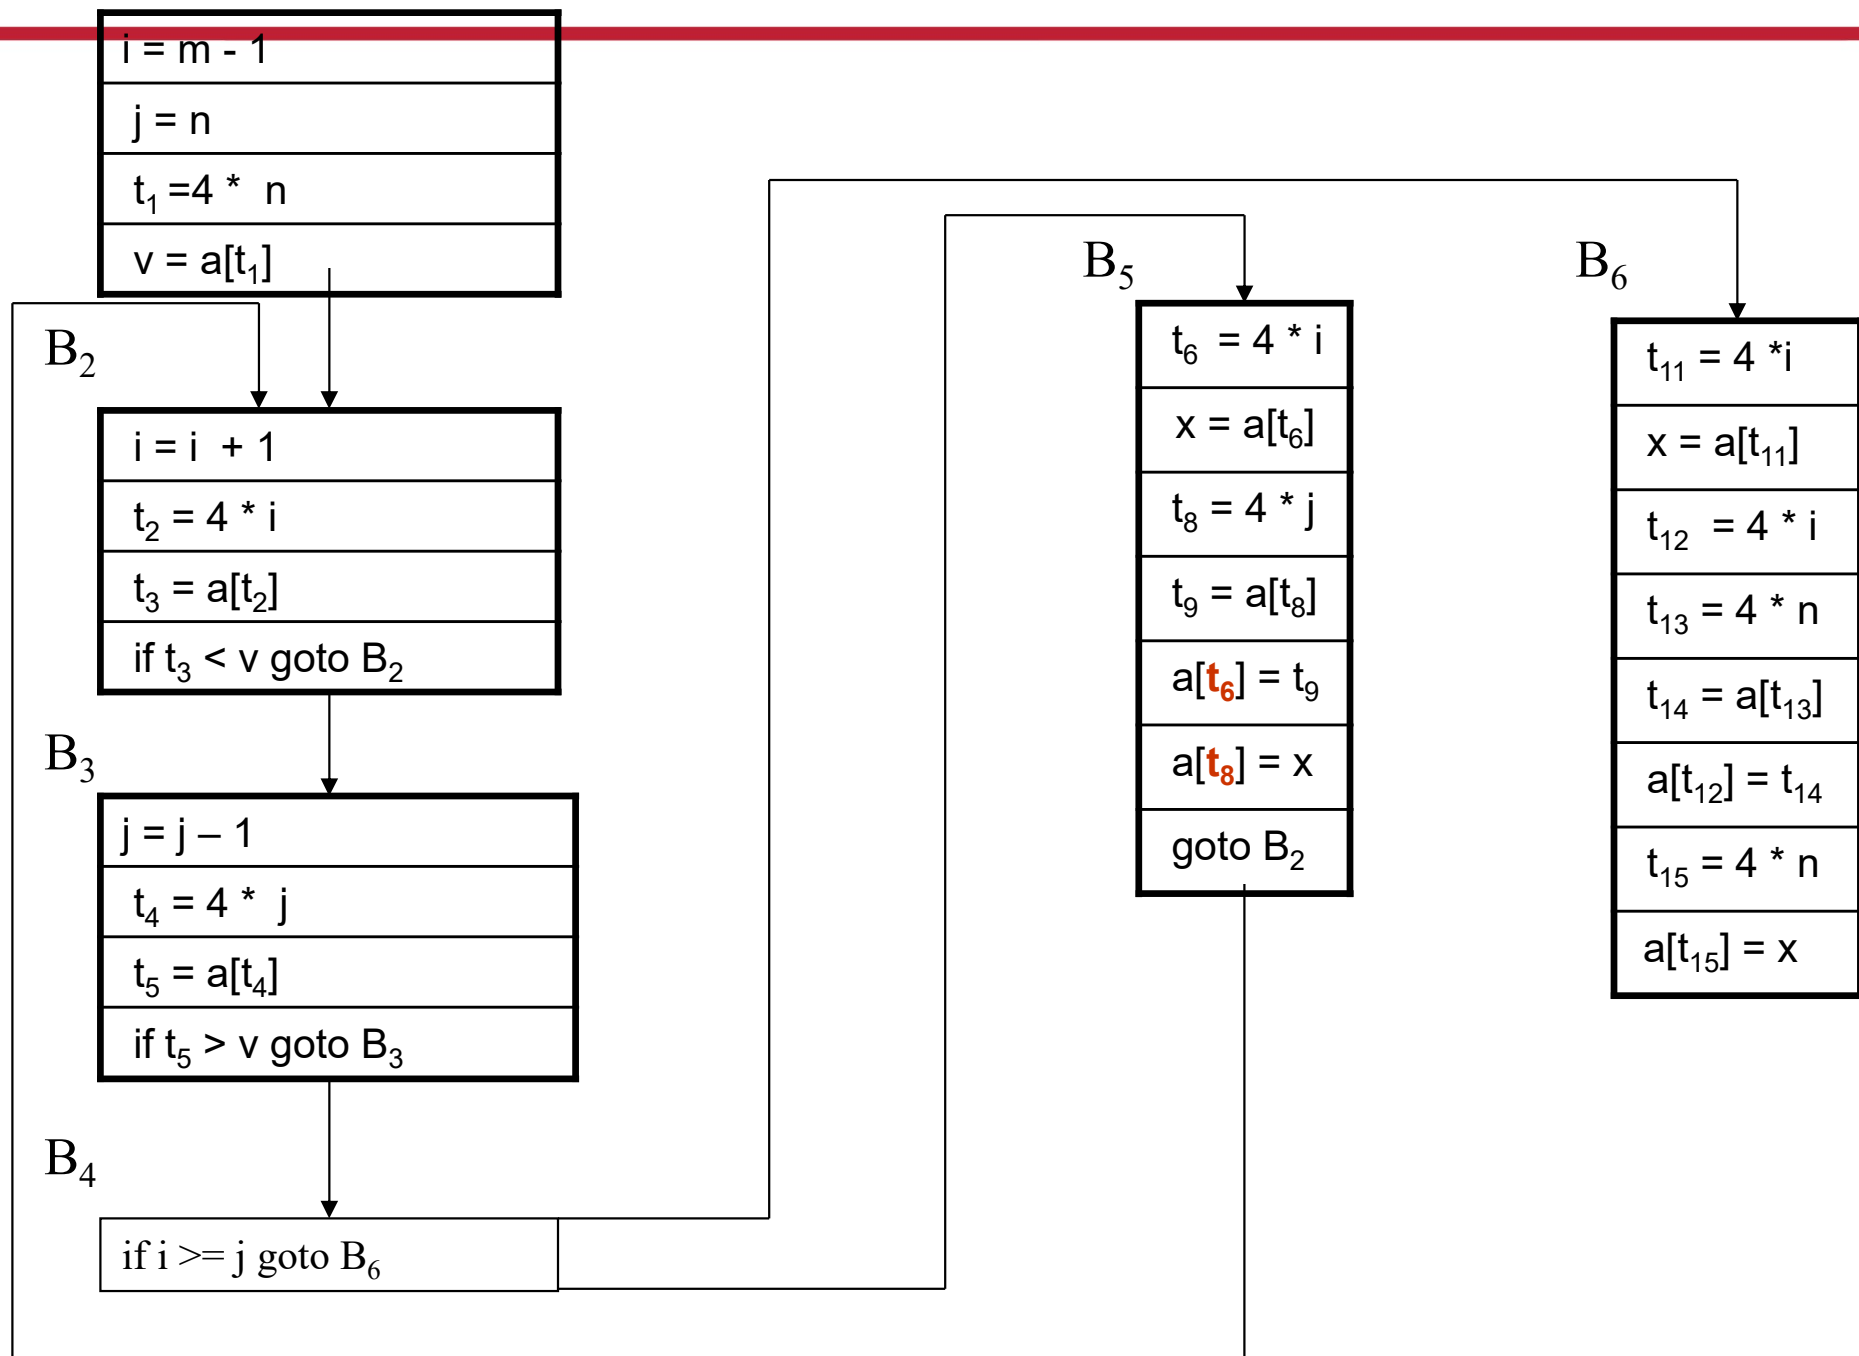 i = m - 1
j = n
t₁ =4 * n
v = a[t₁]
B₂
i = i + 1
t₂ = 4 * i
t₃ = a[t₂]
if t₃ < v goto B₂
B₃
j = j – 1
t₄ = 4 * j
t₅ = a[t₄]
if t₅ > v goto B₃
B₄
if i >= j goto B₆
B₅
t₆ = 4 * i
x = a[t₆]
t₈ = 4 * j
t₉ = a[t₈]
a[t₆] = t₉
a[t₈] = x
goto B₂
B₆
t₁₁ = 4 *i
x = a[t₁₁]
t₁₂ = 4 * i
t₁₃ = 4 * n
t₁₄ = a[t₁₃]
a[t₁₂] = t₁₄
t₁₅ = 4 * n
a[t₁₅] = x